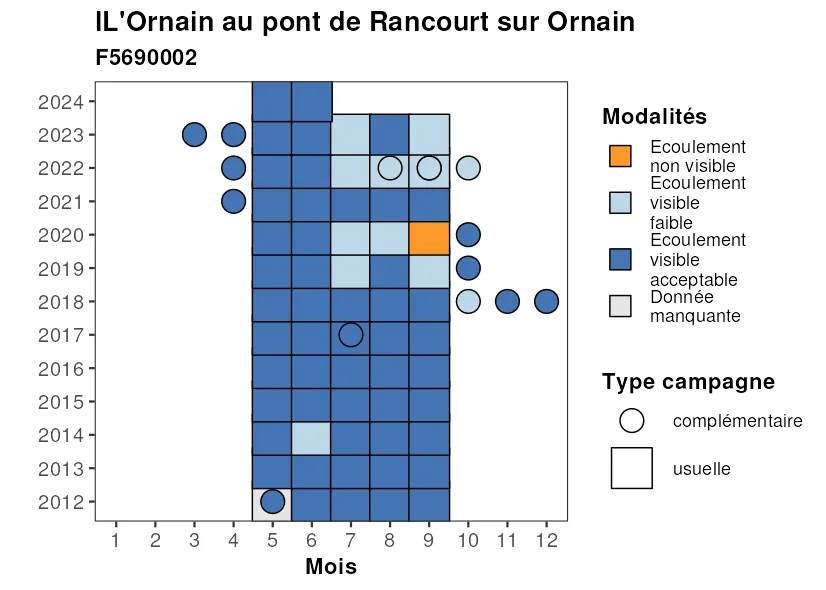 IL'Ornain au pont de Rancourt sur Ornain
F5690002
2024
2023
2022
2021
2020
2019
2018
2017
2016
2015
2014
2013
2012
1 2 3 4 5 6 7 8 9 10 11 12
Mois
Modalités
Ecoulement
non visible
Ecoulement
visible
faible
Ecoulement
visible
acceptable
Donnée
manquante
Type campagne
complémentaire
usuelle